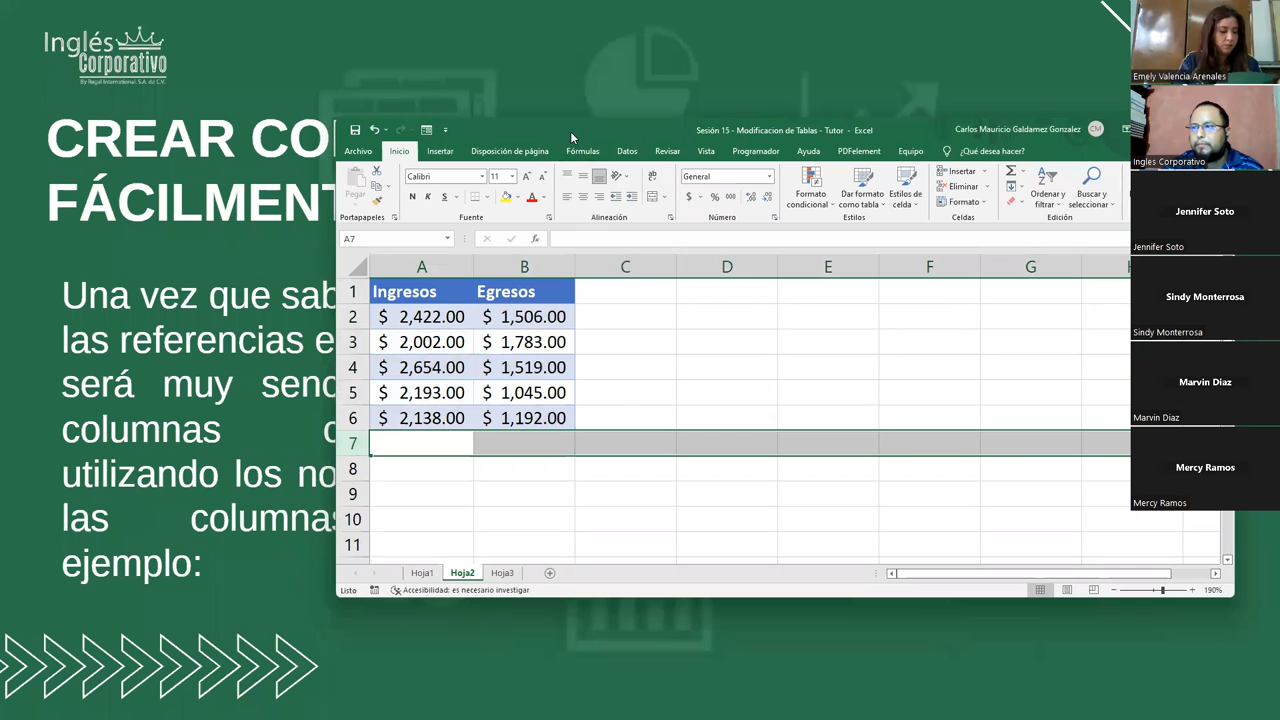 Inglés
Corporativo
By Regal International, S.A. de C.V.
CREAR CO
FÁCILMENT
Una vez que sab
las referencias e
será muy senc
columnas c
utilizando los no
las columnas
ejemplo:
Sesión 15 - Modificacion de Tablas - Tutor - Excel
Carlos Mauricio Galdamez Gonzalez CM
Archivo Inicio Insertar Disposición de página Fórmulas Datos Revisar Vista Programador Ayuda PDFelement Equipo ¿Qué desea hacer?
Pegar
Calibri 11
N K S
General
$ %
Formato condicional
Dar formato como tabla
Estilos de celda
Insertar
Eliminar
Formato
Ordenar y filtrar
Buscar y seleccionar
Portapapeles Fuente Alineación Número Estilos Celdas Edición
A7 fx
A B C D E F G
1 Ingresos Egresos
2 $ 2,422.00 $ 1,506.00
3 $ 2,002.00 $ 1,783.00
4 $ 2,654.00 $ 1,519.00
5 $ 2,193.00 $ 1,045.00
6 $ 2,138.00 $ 1,192.00
7
8
9
10
11
Hoja1 Hoja2 Hoja3
Listo Accesibilidad: es necesario investigar 190%
Emely Valencia Arenales
Ingles Corporativo
Jennifer Soto
Jennifer Soto
Sindy Monterrosa
Sindy Monterrosa
Marvin Diaz
Marvin Diaz
Mercy Ramos
Mercy Ramos